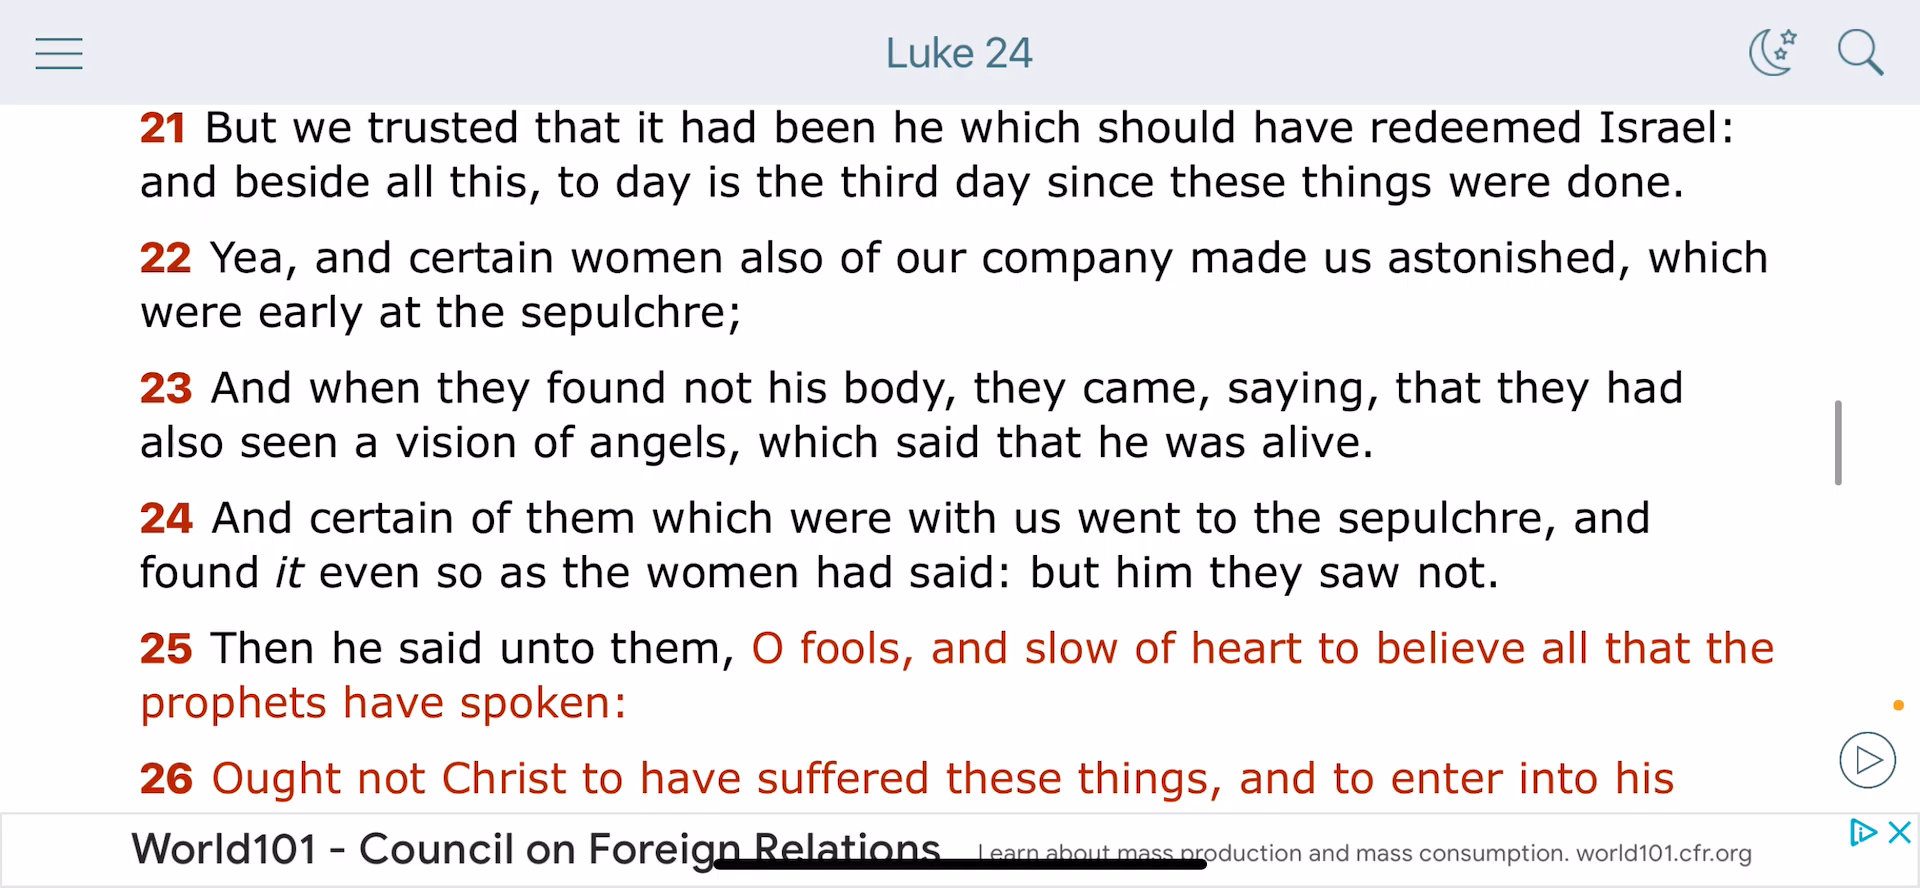 Luke 24
21 But we trusted that it had been he which should have redeemed Israel:
and beside all this, to day is the third day since these things were done.
22 Yea, and certain women also of our company made us astonished, which
were early at the sepulchre;
23 And when they found not his body, they came, saying, that they had
also seen a vision of angels, which said that he was alive.
24 And certain of them which were with us went to the sepulchre, and
found it even so as the women had said: but him they saw not.
25 Then he said unto them, O fools, and slow of heart to believe all that the
prophets have spoken:
26 Ought not Christ to have suffered these things, and to enter into his
World101 - Council on Foreign Relations Learn about mass production and mass consumption. world101.cfr.org